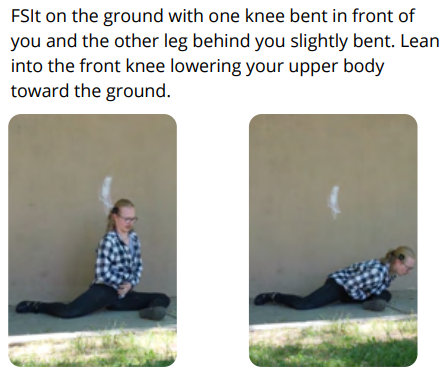 FSIt on the ground with one knee bent in front of
you and the other leg behind you slightly bent. Lean
into the front knee lowering your upper body
toward the ground.